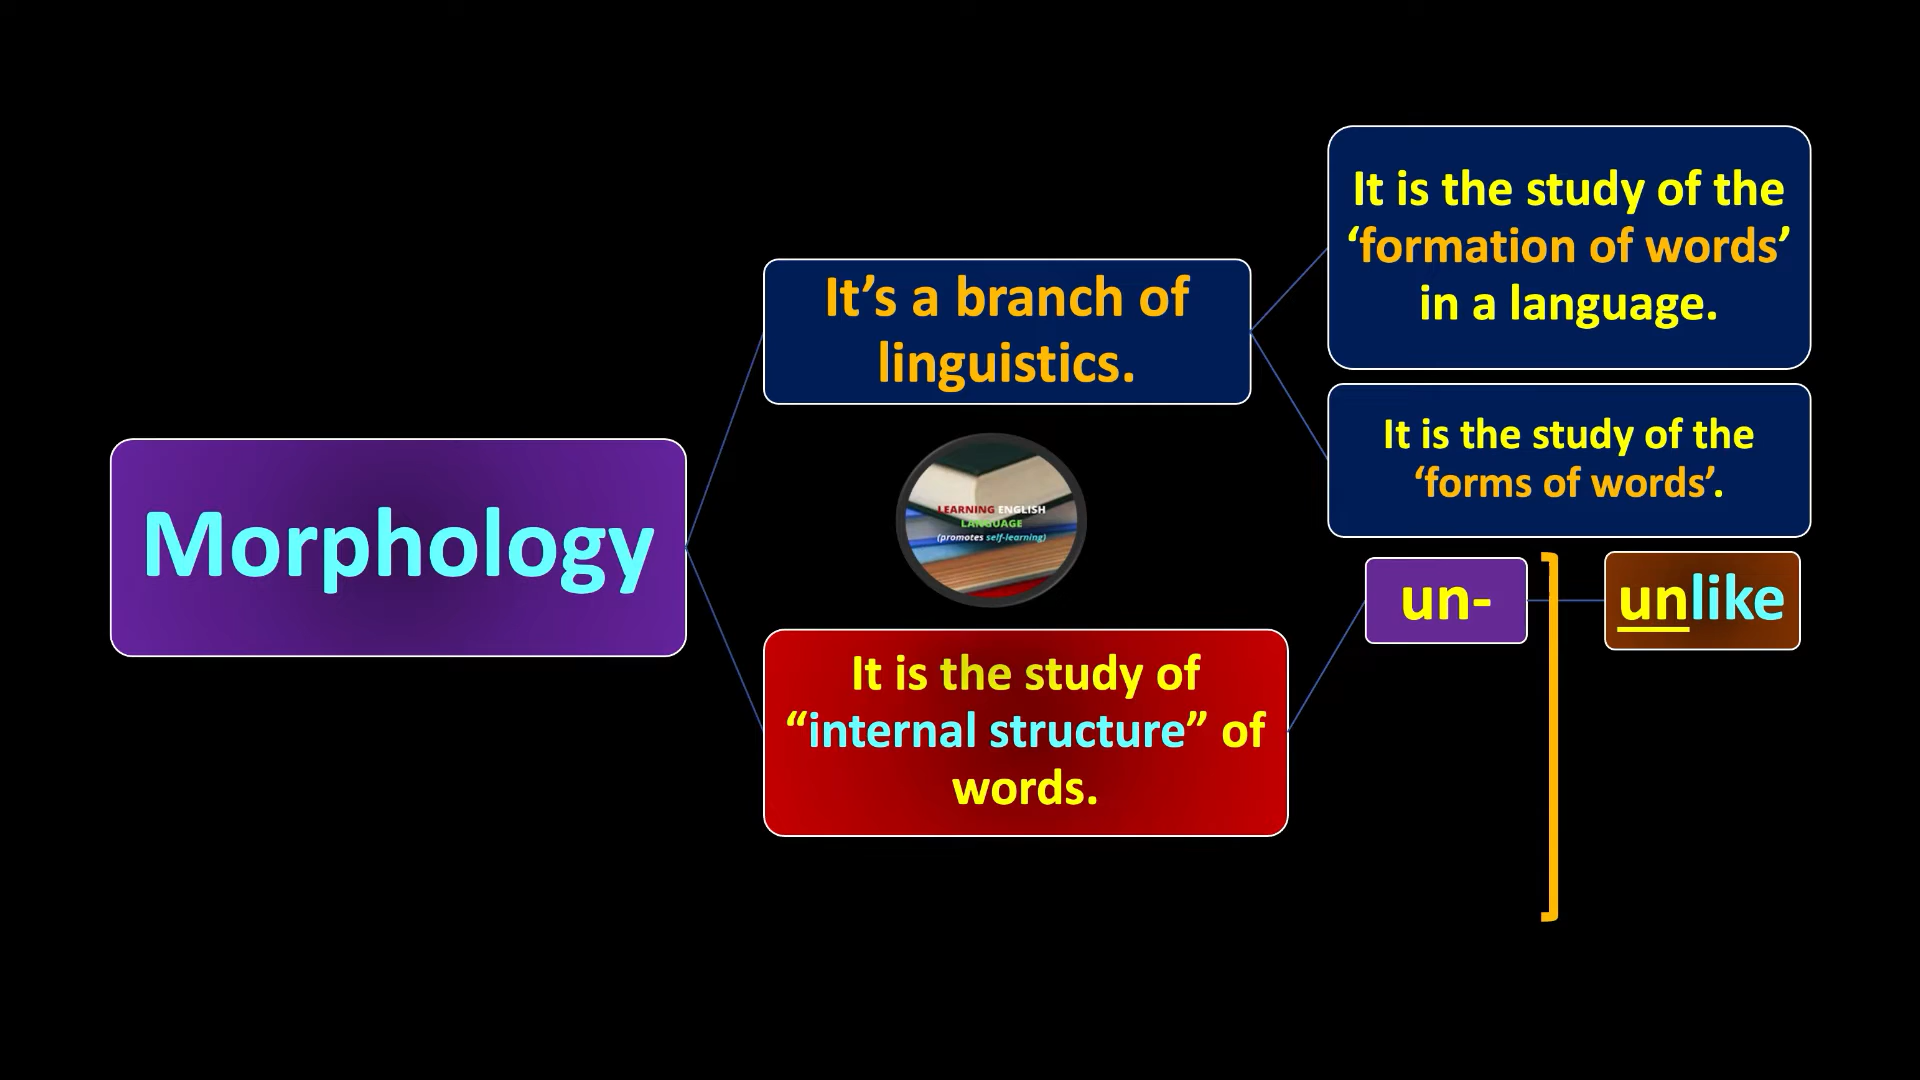 Morphology
It’s a branch of
linguistics.
It is the study of the
‘formation of words’
in a language.
It is the study of the
‘forms of words’.
LEARNING ENGLISH
LANGUAGE
(promotes self-learning)
It is the study of
“internal structure” of
words.
un-
unlike